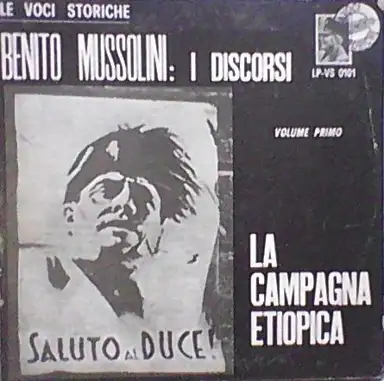 LE VOCI STORICHE
BENITO MUSSOLINI: I DISCORSI
LP-VS 0101
VOLUME PRIMO
LA
CAMPAGNA
ETIOPICA
SALUTO AL DUCE!